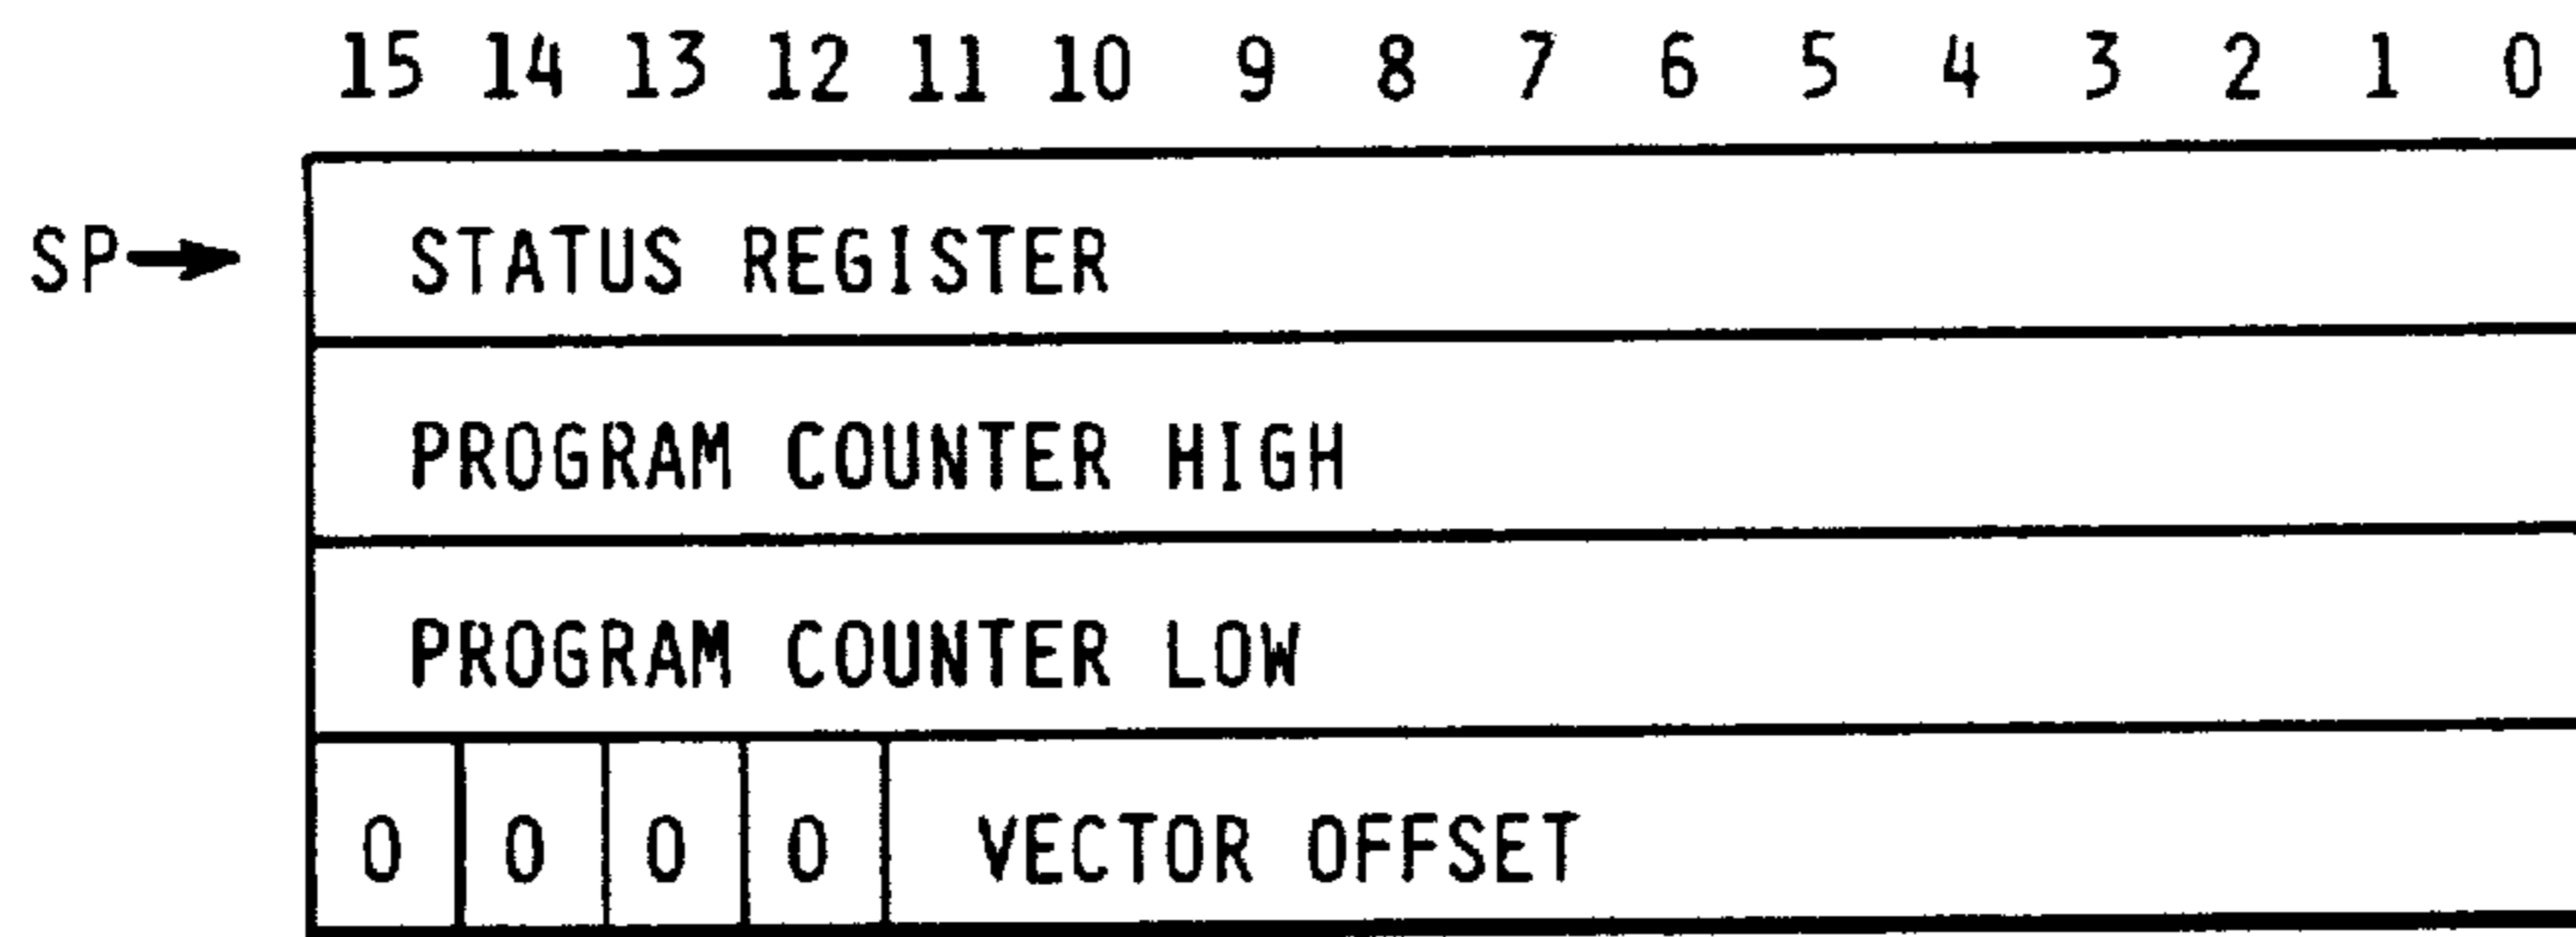 15 14 13 12 11 10 9 8 7 6 5 4 3 2 1 0
SP→ STATUS REGISTER
PROGRAM COUNTER HIGH
PROGRAM COUNTER LOW
0 0 0 0 VECTOR OFFSET